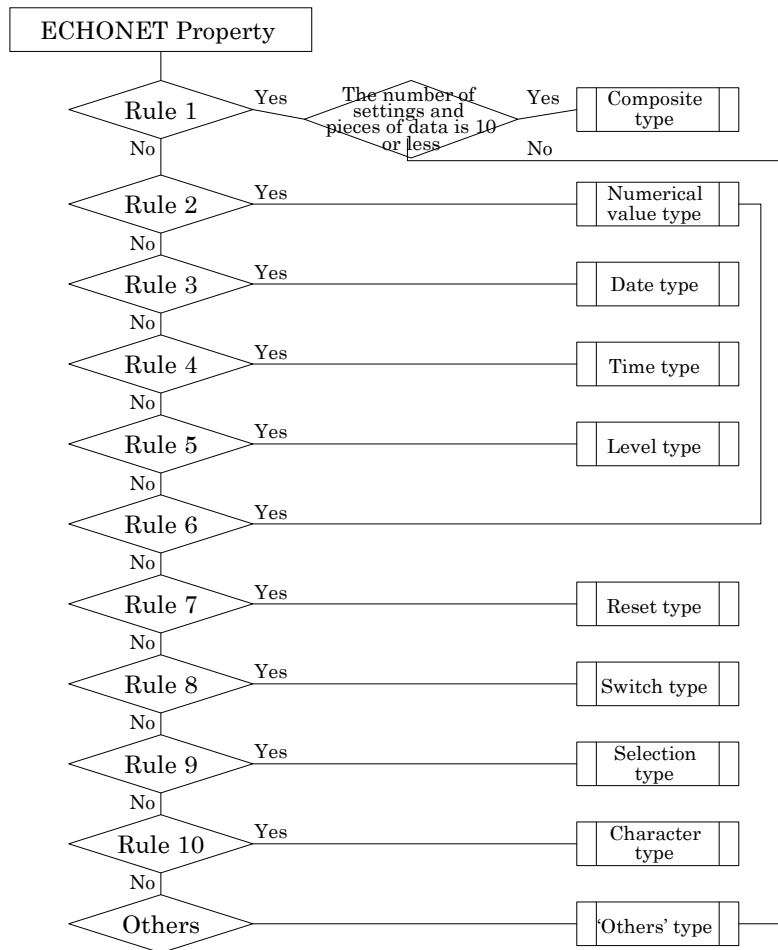 ECHONET Property
Rule 1
Yes
The number of
settings and
pieces of data is 10
or less
Yes
Composite
type
No
No
Rule 2
Yes
Numerical
value type
No
Rule 3
Yes
Date type
No
Rule 4
Yes
Time type
No
Rule 5
Yes
Level type
No
Rule 6
Yes
No
Rule 7
Yes
Reset type
No
Rule 8
Yes
Switch type
No
Rule 9
Yes
Selection
type
No
Rule 10
Yes
Character
type
No
Others
‘Others’ type